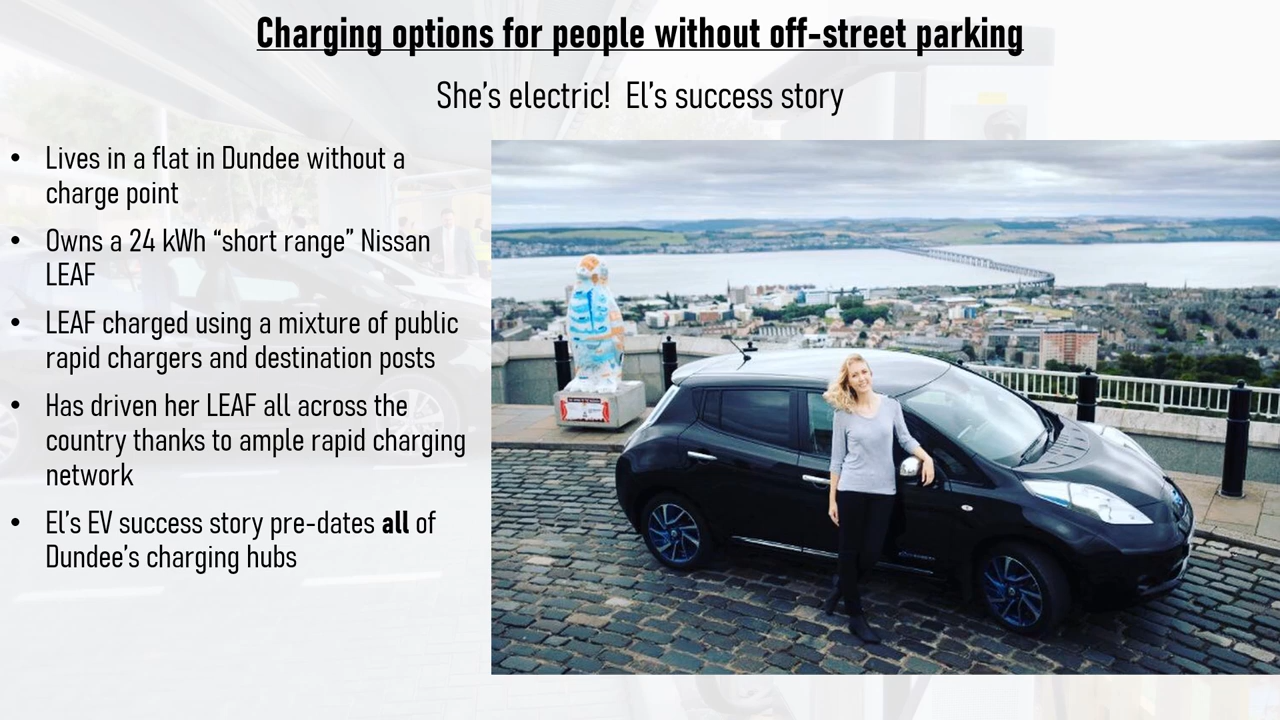 Charging options for people without off-street parking
She's electric!  El's success story
• Lives in a flat in Dundee without a
charge point
• Owns a 24 kWh “short range” Nissan
LEAF
• LEAF charged using a mixture of public
rapid chargers and destination posts
• Has driven her LEAF all across the
country thanks to ample rapid charging
network
• El's EV success story pre-dates all of
Dundee's charging hubs